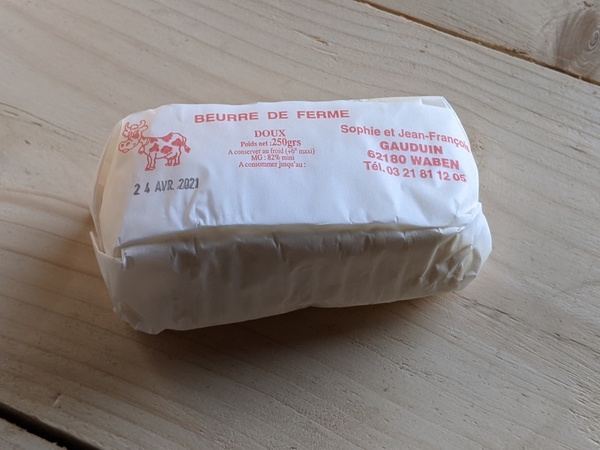 BEURRE DE FERME
DOUX
Poids net : 250grs
A conserver au froid (+6° maxi)
MG : 82% mini
A consommer jusqu'au :
24 AVR. 2021
Sophie et Jean-François
GAUDUIN
62180 WABEN
Tél. 03 21 81 12 05